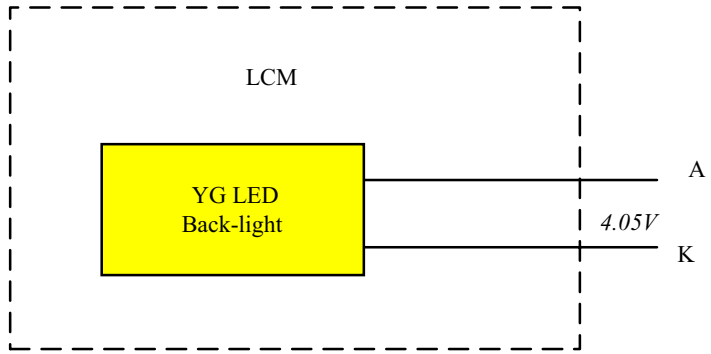 LCM
A
YG LED
Back-light
4.05V
K